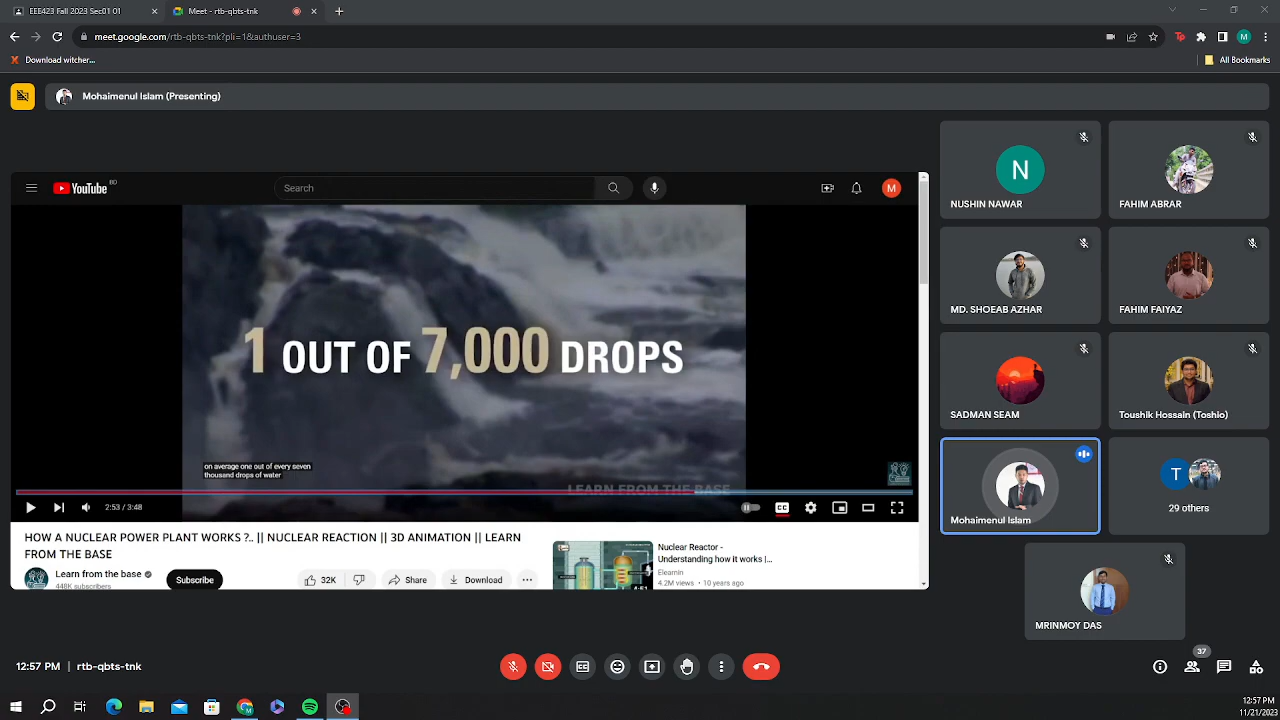 EEE423 Fall 2023 Sec01 01
Meet - rtb-qbts-tnk
meet.google.com/rtb-qbts-tnk?pli=1&authuser=3
Download witcher...
All Bookmarks
M
Mohaimenul Islam (Presenting)
YouTube BD
Search
M
1 OUT OF 7,000 DROPS
on average one out of every seven
thousand drops of water
LEARN FROM THE BASE
2:53 / 3:48
CC
HOW A NUCLEAR POWER PLANT WORKS ?.. || NUCLEAR REACTION || 3D ANIMATION || LEARN
FROM THE BASE
Learn from the base
448K subscribers
Subscribe
32K
Share
Download
Nuclear Reactor -
Understanding how it works |...
Elearnin
4.2M views • 10 years ago
N
NUSHIN NAWAR
FAHIM ABRAR
MD. SHOEAB AZHAR
FAHIM FAIYAZ
SADMAN SEAM
Toushik Hossain (Toshio)
Mohaimenul Islam
T
29 others
MRINMOY DAS
12:57 PM | rtb-qbts-tnk
37
12:57 PM
11/21/2023